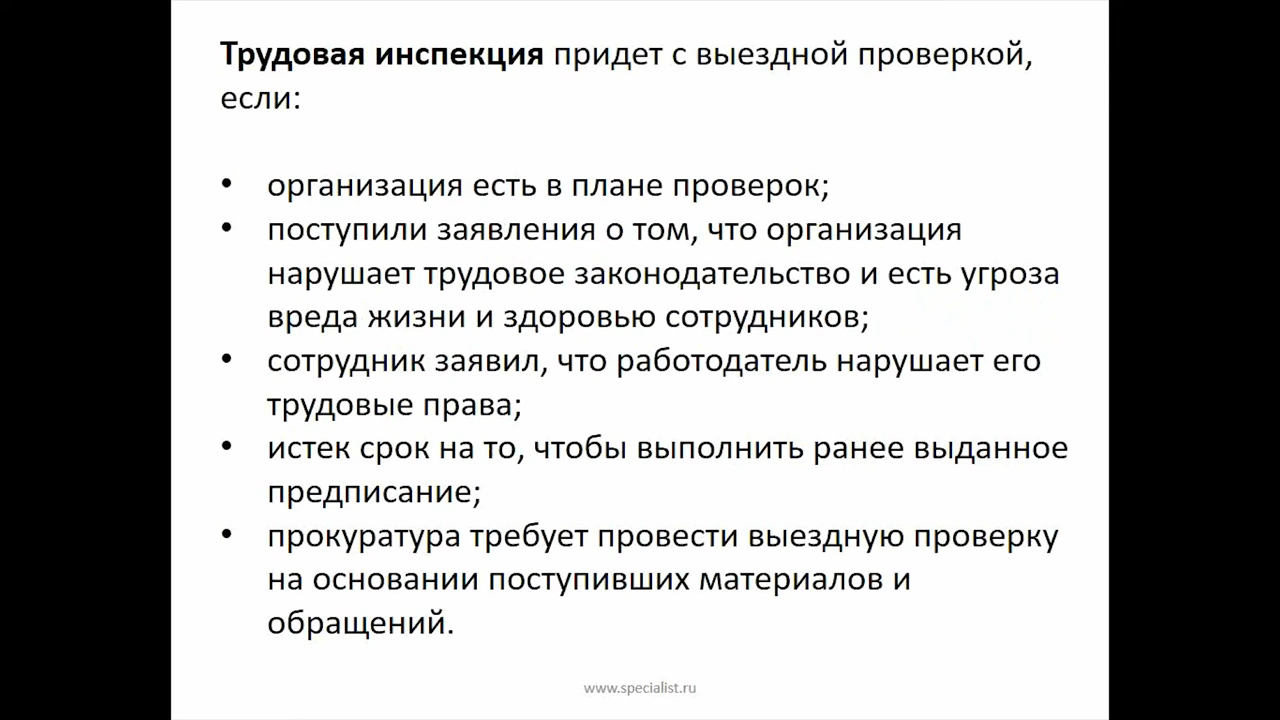 Трудовая инспекция придет с выездной проверкой,
если:
• организация есть в плане проверок;
• поступили заявления о том, что организация
нарушает трудовое законодательство и есть угроза
вреда жизни и здоровью сотрудников;
• сотрудник заявил, что работодатель нарушает его
трудовые права;
• истек срок на то, чтобы выполнить ранее выданное
предписание;
• прокуратура требует провести выездную проверку
на основании поступивших материалов и
обращений.
www.specialist.ru